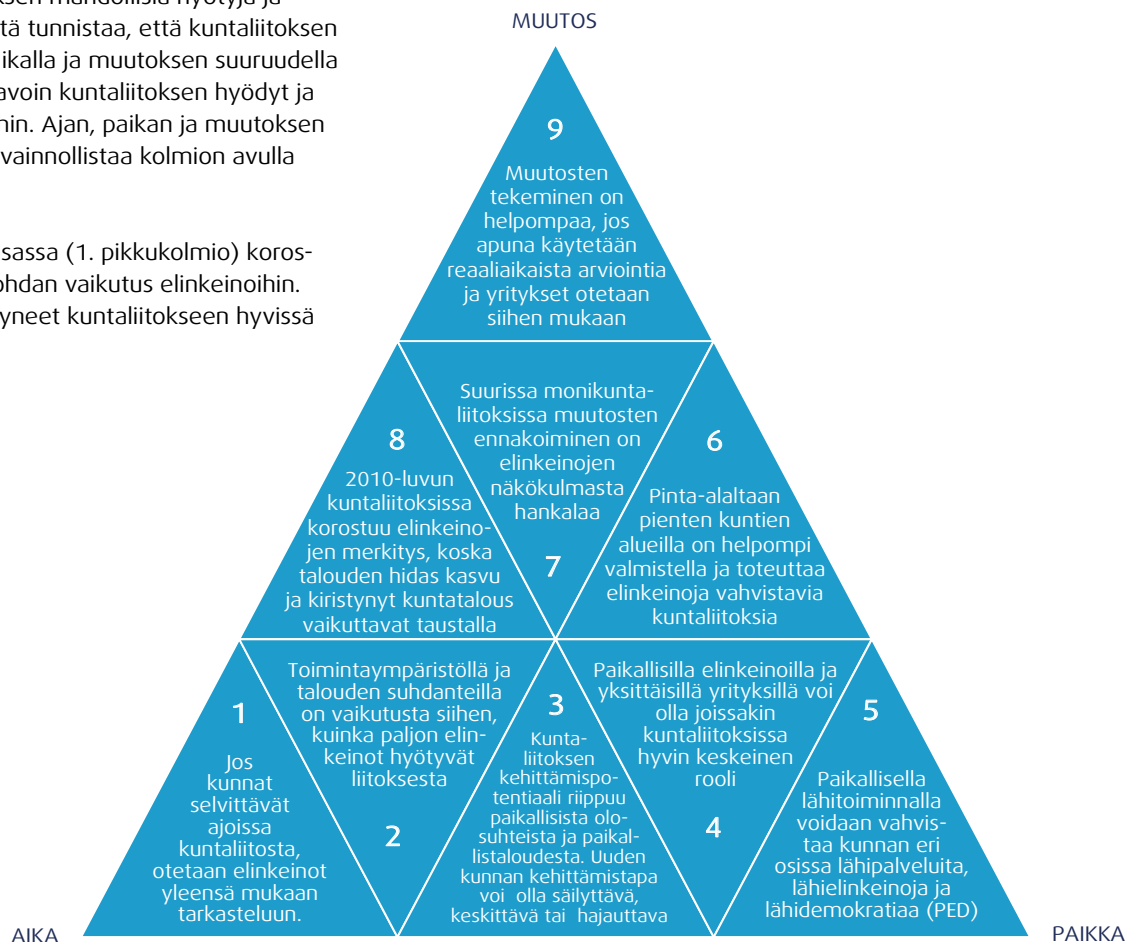 ksen mahdollisia hyötyjä ja
tä tunnistaa, että kuntaliitoksen
ikalla ja muutoksen suuruudella
avoin kuntaliitoksen hyödyt ja
hin. Ajan, paikan ja muutoksen
vainnollistaa kolmion avulla
sassa (1. pikkukolmio) koros-
ohdan vaikutus elinkeinoihin.
yneet kuntaliitokseen hyvissä
MUUTOS
9
Muutosten
tekeminen on
helpompaa, jos
apuna käytetään
reaaliaikaista arviointia
ja yritykset otetaan
siihen mukaan
8
2010-luvun
kuntaliitoksissa
korostuu elinkeino-
jen merkitys, koska
talouden hidas kasvu
ja kiristynyt kuntatalous
vaikuttavat taustalla
Suurissa monikunta-
liitoksissa muutosten
ennakoiminen on
elinkeinojen
näkökulmasta
hankalaa
7
6
Pinta-alaltaan
pienten kuntien
alueilla on helpompi
valmistella ja toteuttaa
elinkeinoja vahvistavia
kuntaliitoksia
1
Jos
kunnat
selvittävät
ajoissa
kuntaliitosta,
otetaan elinkeinot
yleensä mukaan
tarkasteluun.
Toimintaympäristöllä ja
talouden suhdanteilla
on vaikutusta siihen,
kuinka paljon elin-
keinot hyötyvät
liitoksesta
2
3
Kunta-
liitoksen
kehittämispo-
tentiaali riippuu
paikallisista olo-
suhteista ja paikal-
listaloudesta. Uuden
kunnan kehittämistapa
voi olla säilyttävä,
keskittävä tai hajauttava
Paikallisilla elinkeinoilla ja
yksittäisillä yrityksillä voi
olla joissakin
kuntaliitoksissa
hyvin keskeinen
rooli
4
5
Paikallisella
lähitoiminnalla
voidaan vahvis-
taa kunnan eri
osissa lähipalveluita,
lähielinkeinoja ja
lähidemokratiaa (PED)
AIKA
PAIKKA